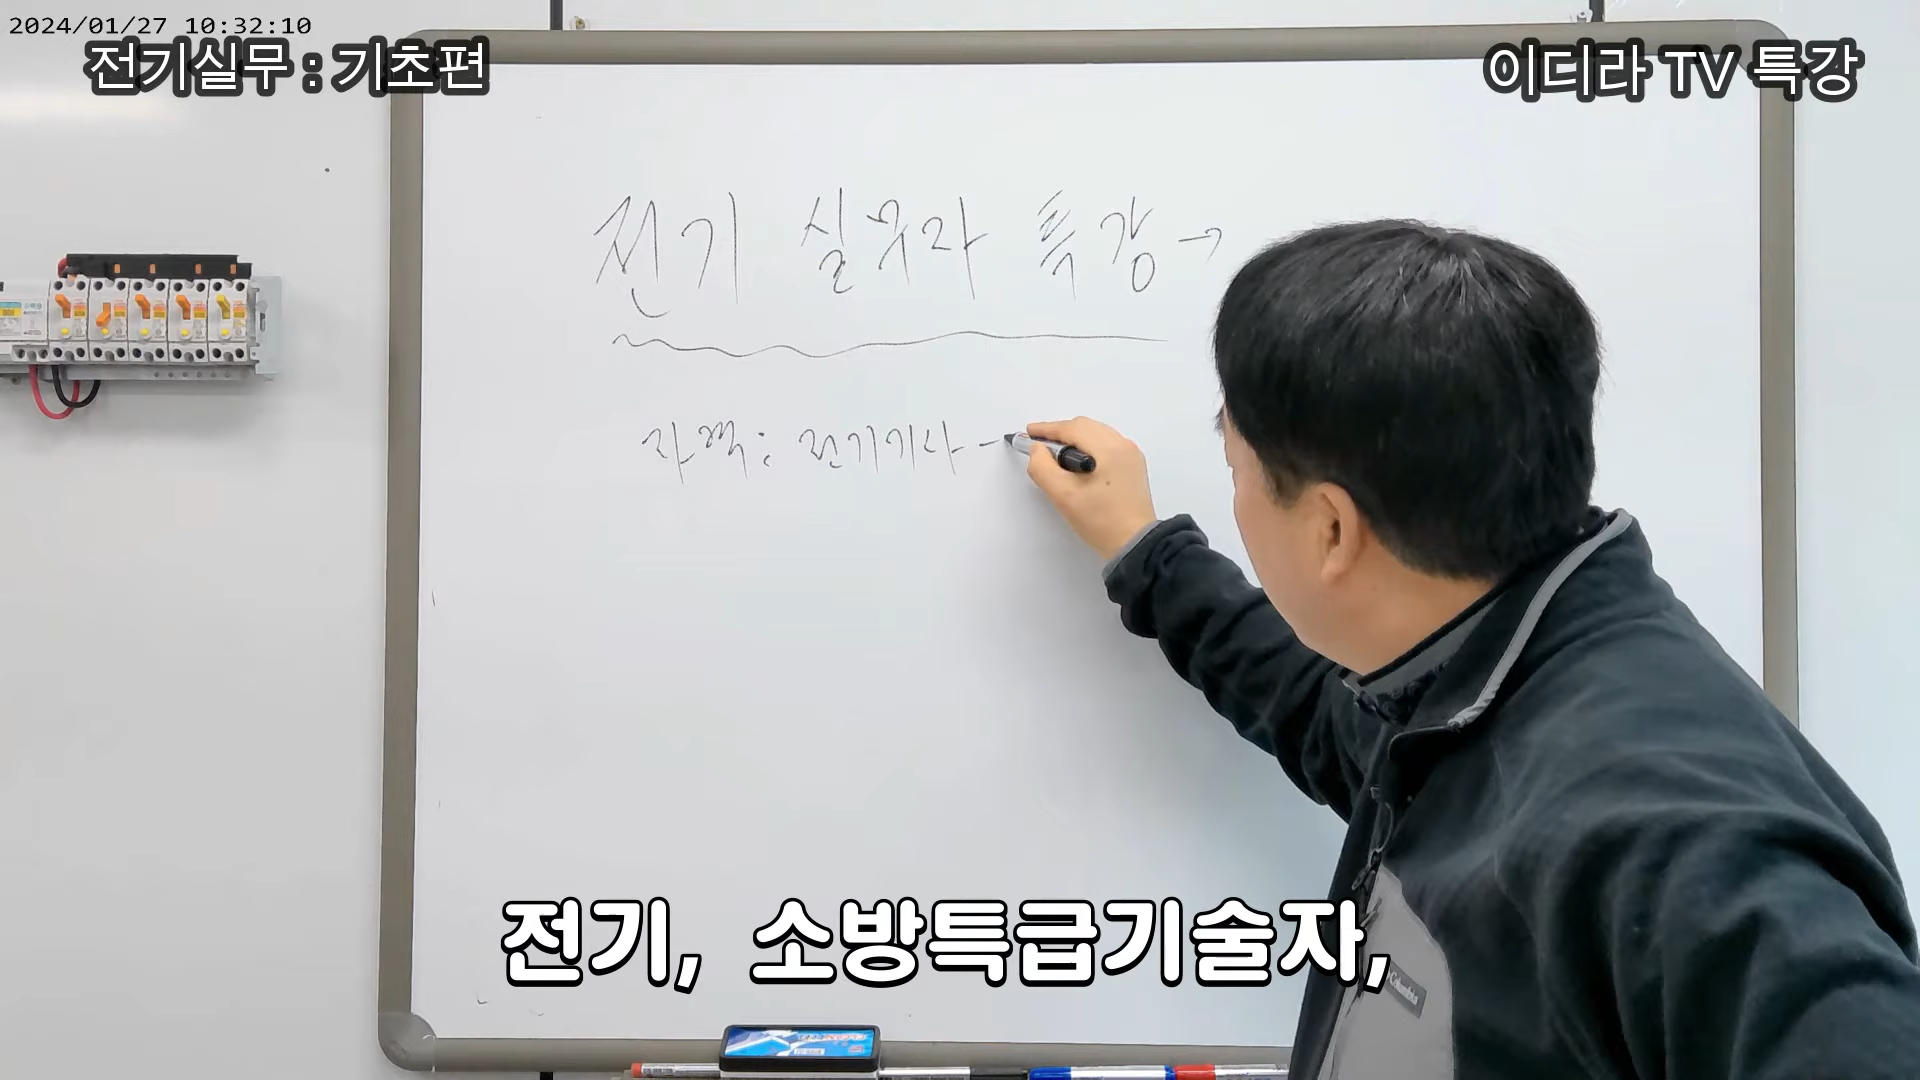 2024/01/27 10:32:10
전기실무 : 기초편
이디라 TV 특강
전기 실무자 특강 →
자격: 전기기사 -
전기, 소방특급기술자,
Columbia